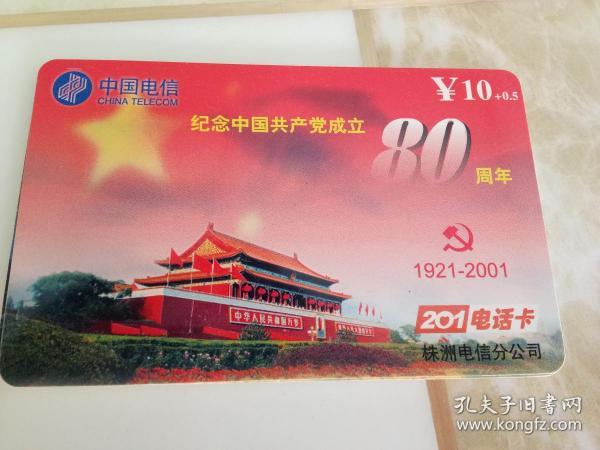 中国电信
CHINA TELECOM
¥10+0.5
纪念中国共产党成立
80周年
1921-2001
中华人民共和国万岁
201电话卡
株洲电信分公司
孔夫子旧书网
www.kongfz.com